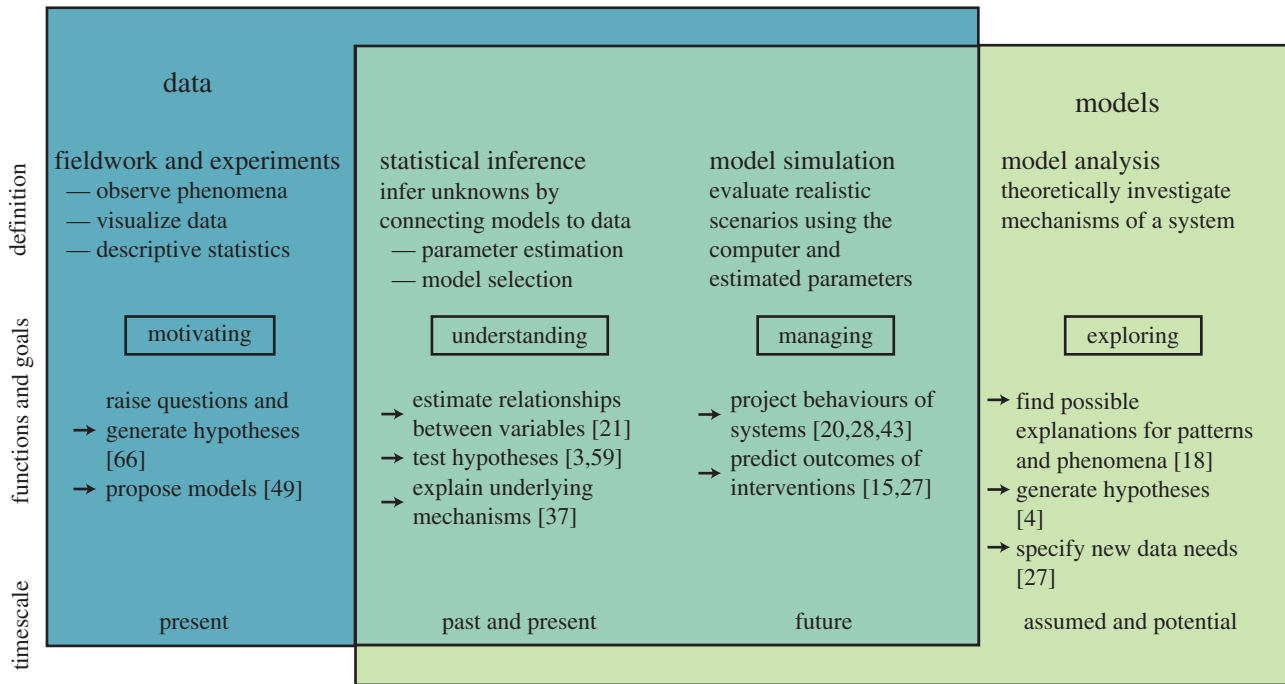 data
models
definition
fieldwork and experiments
— observe phenomena
— visualize data
— descriptive statistics
statistical inference
infer unknowns by
connecting models to data
— parameter estimation
— model selection
model simulation
evaluate realistic
scenarios using the
computer and
estimated parameters
model analysis
theoretically investigate
mechanisms of a system
functions and goals
motivating
raise questions and
→ generate hypotheses
[66]
→ propose models [49]
understanding
→ estimate relationships
between variables [21]
→ test hypotheses [3,59]
→ explain underlying
mechanisms [37]
managing
→ project behaviours of
systems [20,28,43]
→ predict outcomes of
interventions [15,27]
exploring
→ find possible
explanations for patterns
and phenomena [18]
→ generate hypotheses
[4]
→ specify new data needs
[27]
timescale
present
past and present
future
assumed and potential